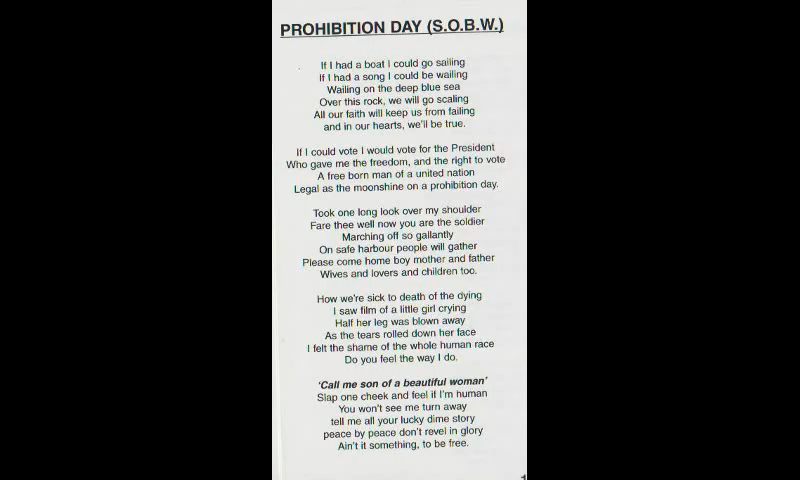 PROHIBITION DAY (S.O.B.W.)
If I had a boat I could go sailing
If I had a song I could be wailing
Wailing on the deep blue sea
Over this rock, we will go scaling
All our faith will keep us from failing
and in our hearts, we'll be true.
If I could vote I would vote for the President
Who gave me the freedom, and the right to vote
A free born man of a united nation
Legal as the moonshine on a prohibition day.
Took one long look over my shoulder
Fare thee well now you are the soldier
Marching off so gallantly
On safe harbour people will gather
Please come home boy mother and father
Wives and lovers and children too.
How we're sick to death of the dying
I saw film of a little girl crying
Half her leg was blown away
As the tears rolled down her face
I felt the shame of the whole human race
Do you feel the way I do.
'Call me son of a beautiful woman'
Slap one cheek and feel if I'm human
You won't see me turn away
tell me all your lucky dime story
peace by peace don't revel in glory
Ain't it something, to be free.